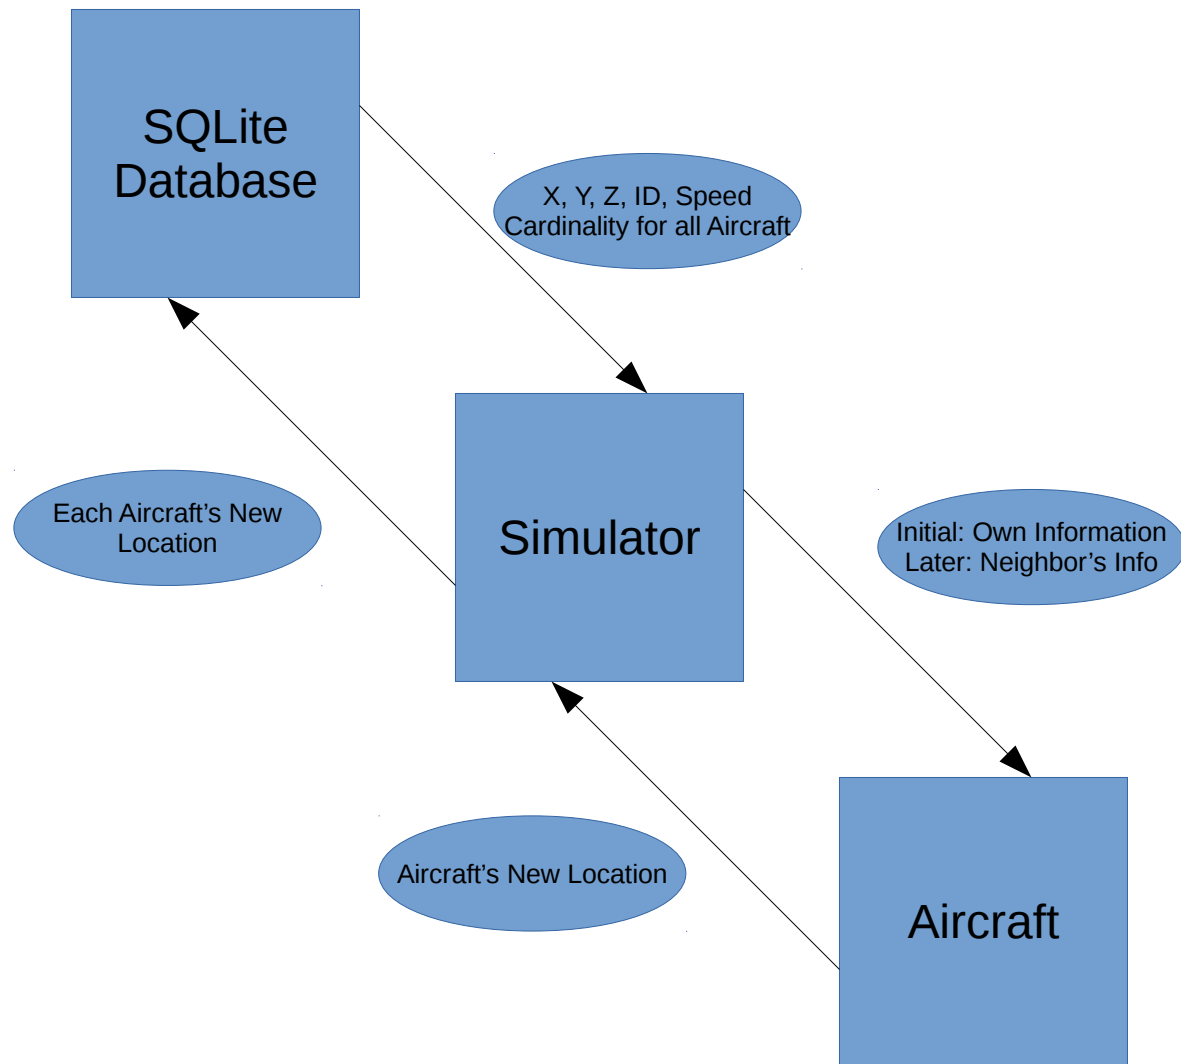 SQLite
Database
X, Y, Z, ID, Speed
Cardinality for all Aircraft
Each Aircraft’s New
Location
Simulator
Initial: Own Information
Later: Neighbor’s Info
Aircraft’s New Location
Aircraft